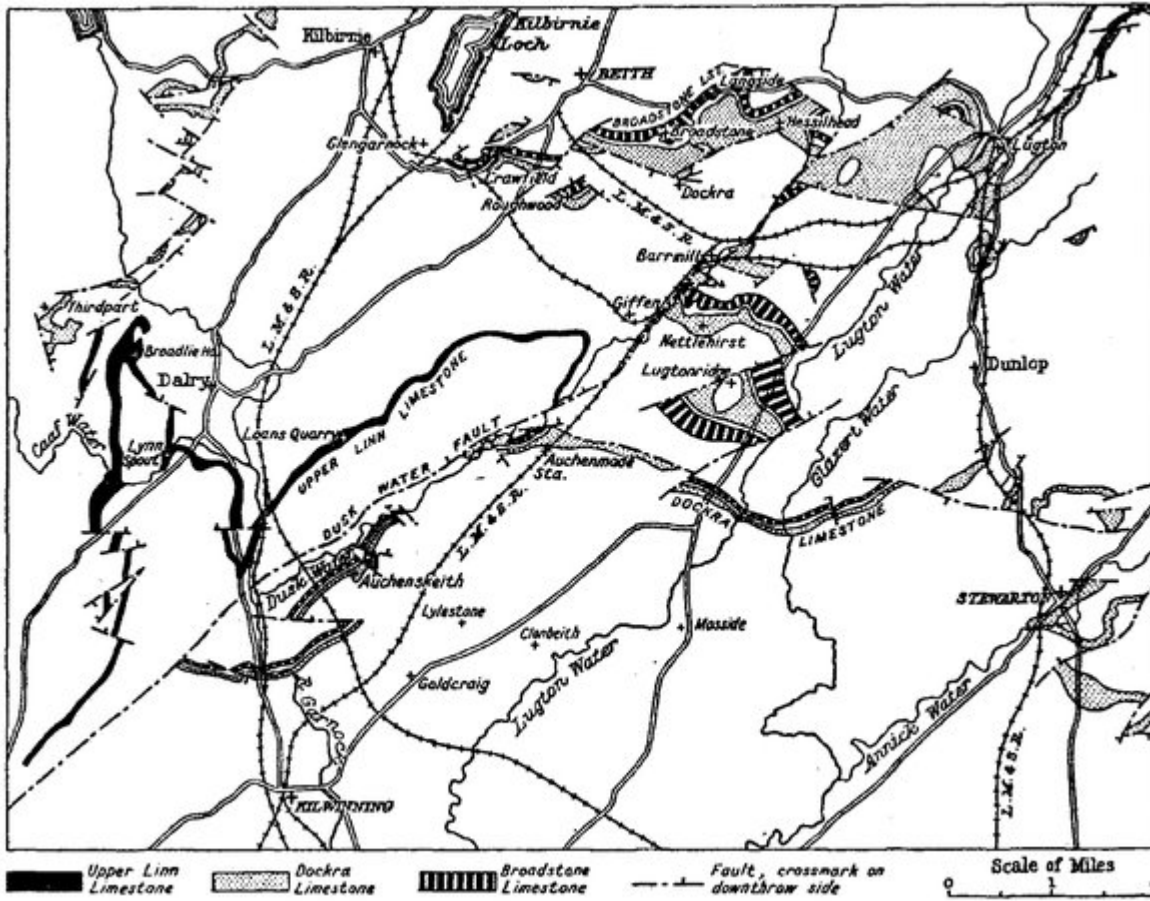 Kilbirnie
Kilbirnie
Loch
BEITH
BROADSTONE LST.
Langside
Broadstone
Hessilhead
Lugton
Glengarnock
Crawfield
Roughwood
Dockra
L. M. & S. R.
Barrmill
Giffen
Nettlehirst
Lugton Water
Thirdpart
Broadlie Ho.
Dalry
L. M. & S. R.
Lugtonridge
Dunlop
Caaf Water
Lynn
Spout
Loans Quarry
UPPER LINN LIMESTONE
DUSK WATER FAULT
Auchenmade
Sta.
Glazert Water
L. M. & S. R.
DOCKRA
LIMESTONE
Dusk Water
Auchenskeith
Lylestone
Clonbeith
Mosside
STEWARTON
Goldcraig
R. Garnock
Lugton Water
Annick Water
L. M. & S. R.
KILWINNING
Upper Linn
Limestone
Dockra
Limestone
Broadstone
Limestone
Fault, crossmark on
downthrow side
Scale of Miles
0 1